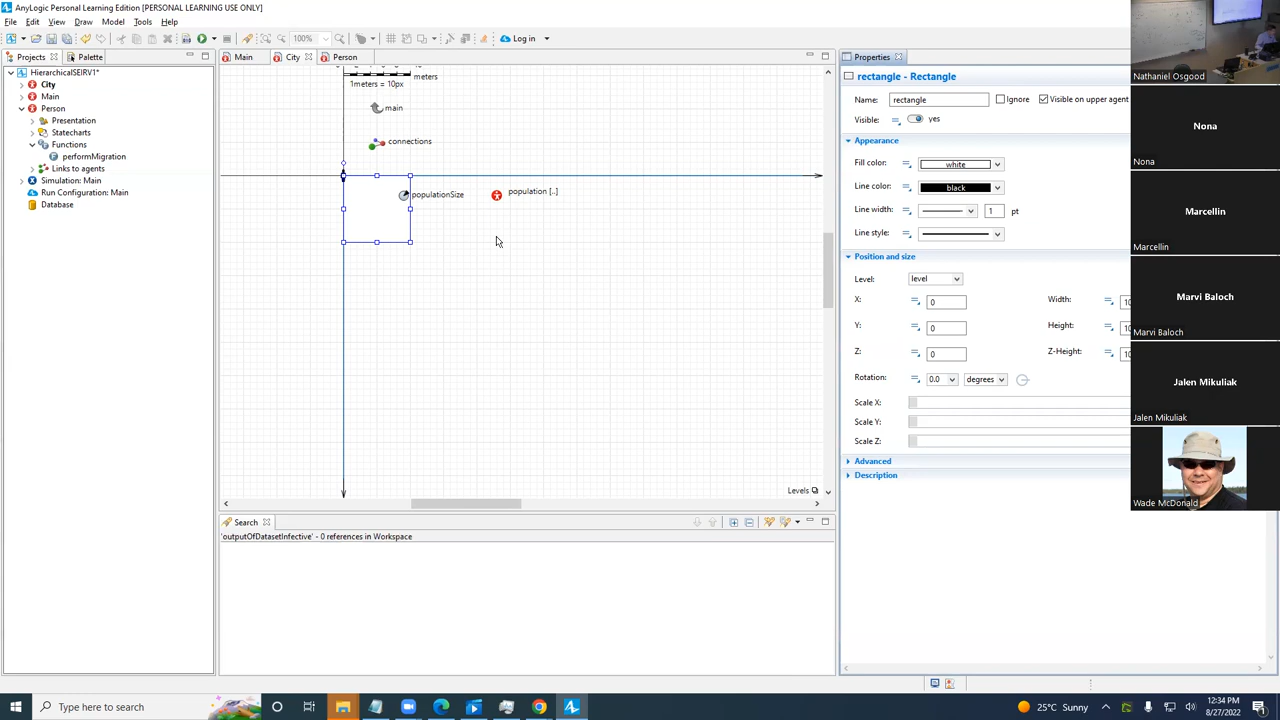 AnyLogic Personal Learning Edition [PERSONAL LEARNING USE ONLY]
File Edit View Draw Model Tools Help
100%
Log in
Projects
Palette
Main
City
Person
Properties
HierarchicalSEIRV1*
City
Main
Person
Presentation
Statecharts
Functions
performMigration
Links to agents
Simulation: Main
Run Configuration: Main
Database
meters
1meters = 10px
main
connections
populationSize
population [..]
Levels
rectangle - Rectangle
Name:
rectangle
Ignore
Visible on upper agent
Visible:
yes
Appearance
Fill color:
white
Line color:
black
Line width:
1
pt
Line style:
Position and size
Level:
level
X:
0
Width:
Y:
0
Height:
Z:
0
Z-Height:
Rotation:
0.0
degrees
Scale X:
Scale Y:
Scale Z:
Advanced
Description
Search
'outputOfDatasetInfective' - 0 references in Workspace
Nathaniel Osgood
Nona
Nona
Marcellin
Marcellin
Marvi Baloch
Marvi Baloch
Jalen Mikuliak
Jalen Mikuliak
Wade McDonald
Type here to search
25°C Sunny
12:34 PM
8/27/2022